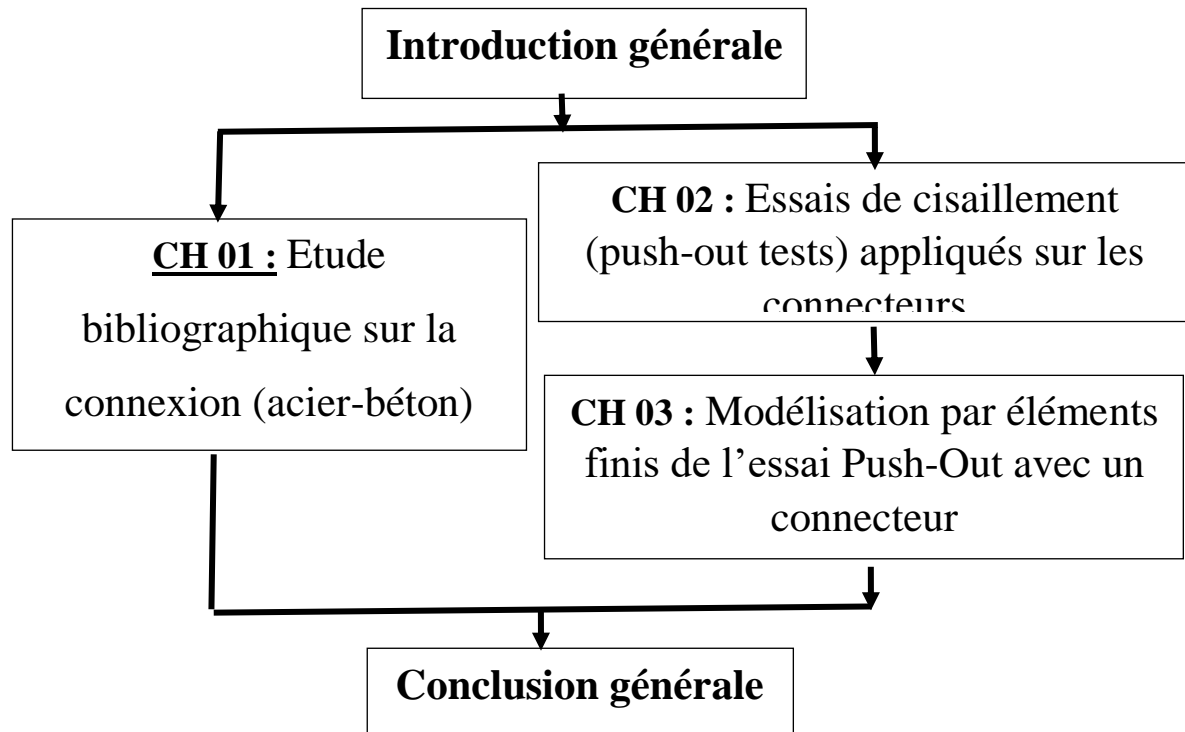 Introduction générale
CH 01 : Etude
bibliographique sur la
connexion (acier-béton)
CH 02 : Essais de cisaillement
(push-out tests) appliqués sur les
connecteurs
CH 03 : Modélisation par éléments
finis de l’essai Push-Out avec un
connecteur
Conclusion générale